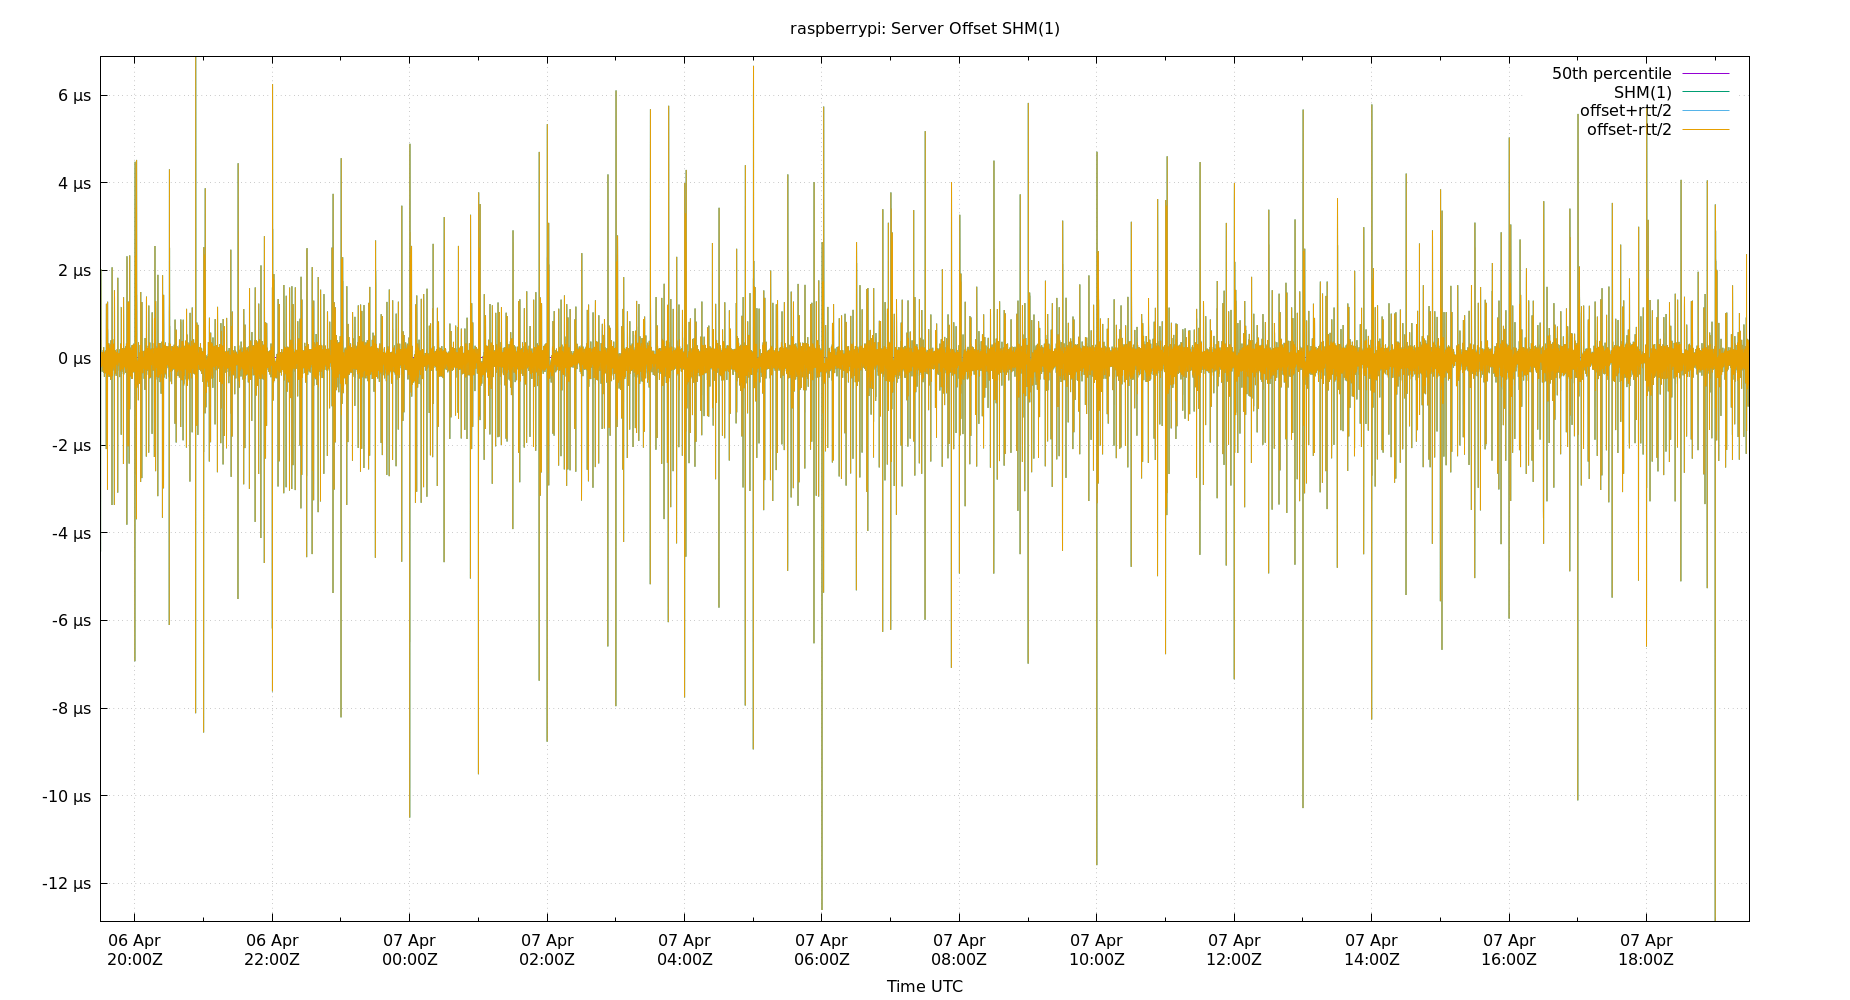 raspberrypi: Server Offset SHM(1)
50th percentile
SHM(1)
offset+rtt/2
offset-rtt/2
6 µs
4 µs
2 µs
0 µs
-2 µs
-4 µs
-6 µs
-8 µs
-10 µs
-12 µs
06 Apr 06 Apr 07 Apr 07 Apr 07 Apr 07 Apr 07 Apr 07 Apr 07 Apr 07 Apr 07 Apr 07 Apr
20:00Z 22:00Z 00:00Z 02:00Z 04:00Z 06:00Z 08:00Z 10:00Z 12:00Z 14:00Z 16:00Z 18:00Z
Time UTC